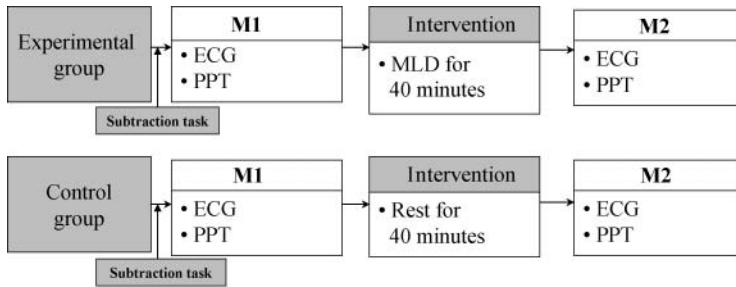 Experimental
group
M1
• ECG
• PPT
Intervention
• MLD for
40 minutes
M2
• ECG
• PPT
Subtraction task
Control
group
M1
• ECG
• PPT
Intervention
• Rest for
40 minutes
M2
• ECG
• PPT
Subtraction task